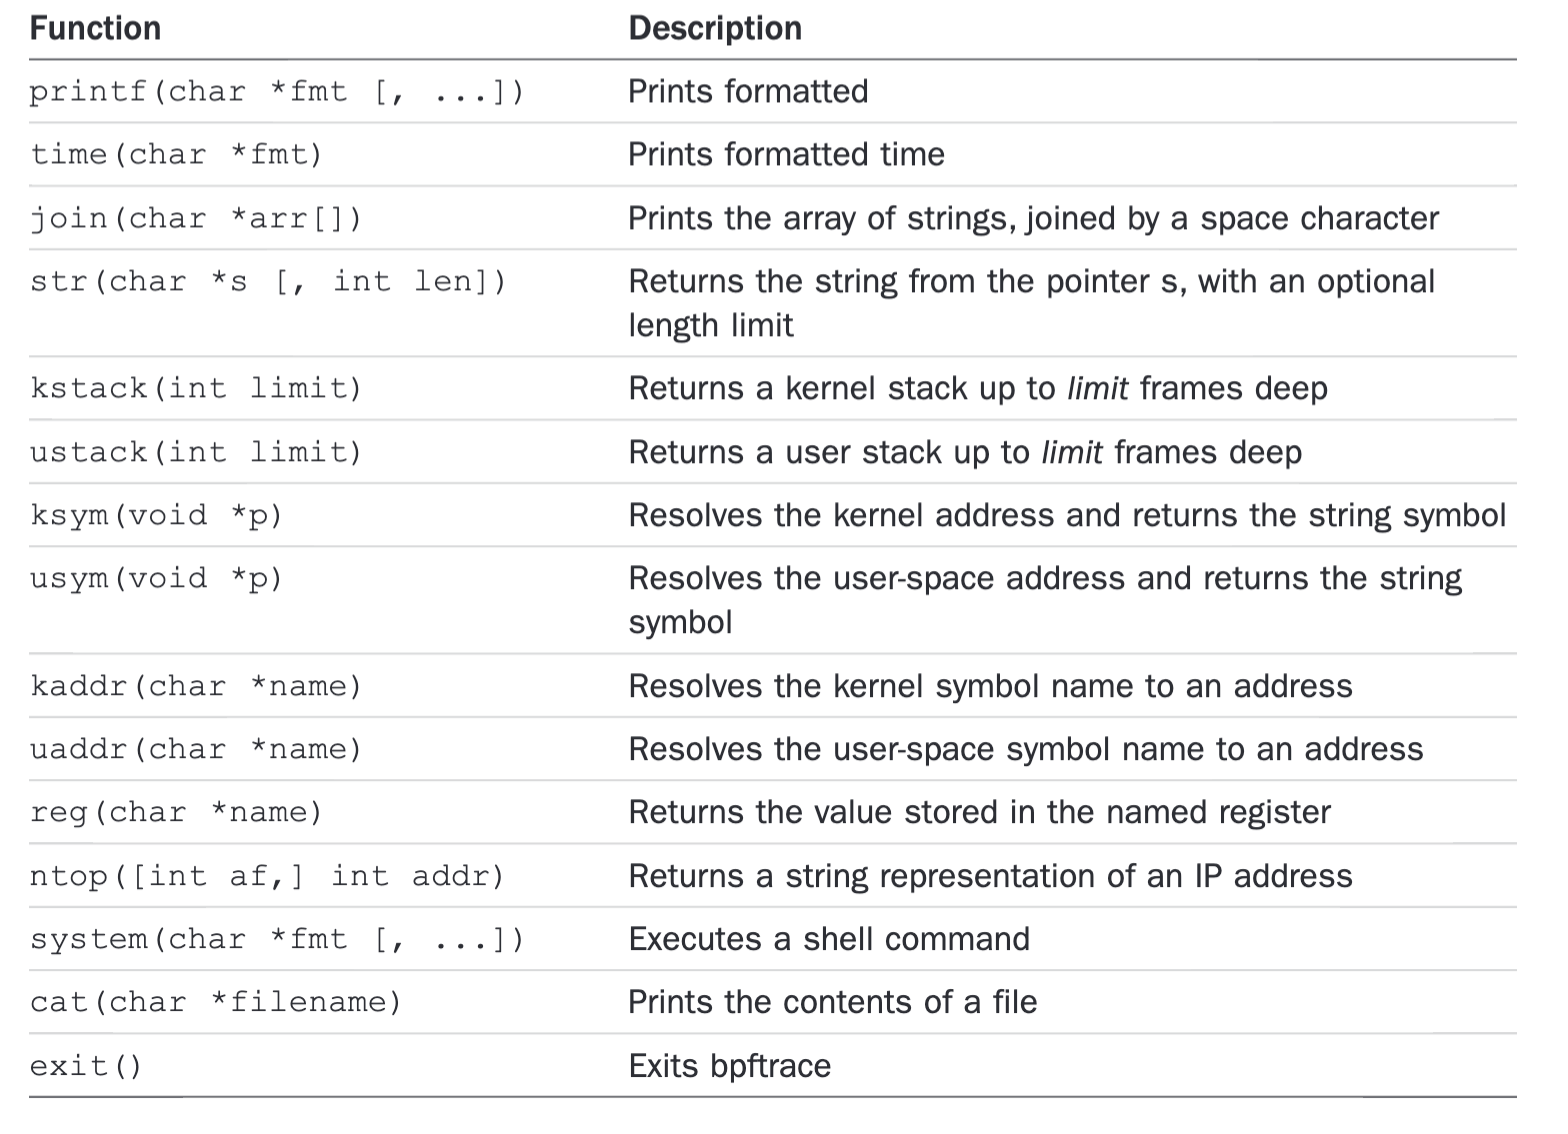 Function Description
printf(char *fmt [, ...]) Prints formatted
time(char *fmt) Prints formatted time
join(char *arr[]) Prints the array of strings, joined by a space character
str(char *s [, int len]) Returns the string from the pointer s, with an optional
length limit
kstack(int limit) Returns a kernel stack up to limit frames deep
ustack(int limit) Returns a user stack up to limit frames deep
ksym(void *p) Resolves the kernel address and returns the string symbol
usym(void *p) Resolves the user-space address and returns the string
symbol
kaddr(char *name) Resolves the kernel symbol name to an address
uaddr(char *name) Resolves the user-space symbol name to an address
reg(char *name) Returns the value stored in the named register
ntop([int af,] int addr) Returns a string representation of an IP address
system(char *fmt [, ...]) Executes a shell command
cat(char *filename) Prints the contents of a file
exit() Exits bpftrace